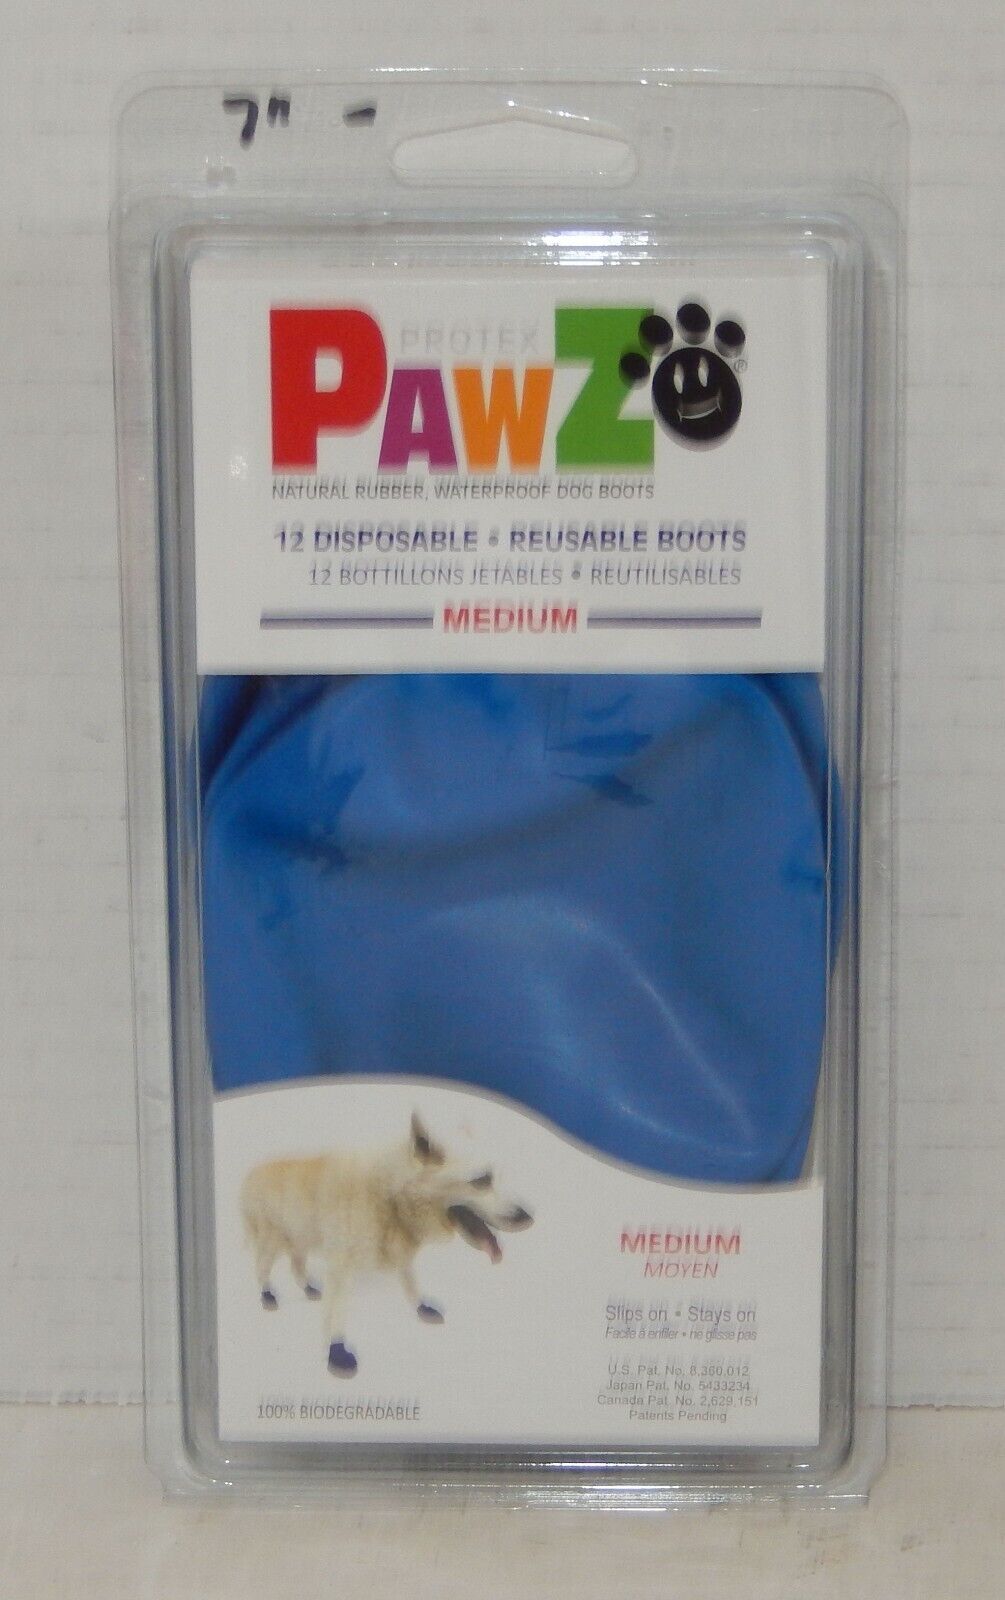 7" -
PROTEX
PAWZ®
NATURAL RUBBER, WATERPROOF DOG BOOTS
12 DISPOSABLE • REUSABLE BOOTS
12 BOTTILLONS JETABLES • REUTILISABLES
MEDIUM
MEDIUM
MOYEN
Slips on • Stays on
Facile à enfiler • ne glisse pas
U.S. Pat. No. 8,360,012
Japan Pat. No. 5433234
Canada Pat. No. 2,629,151
Patents Pending
100% BIODEGRADABLE